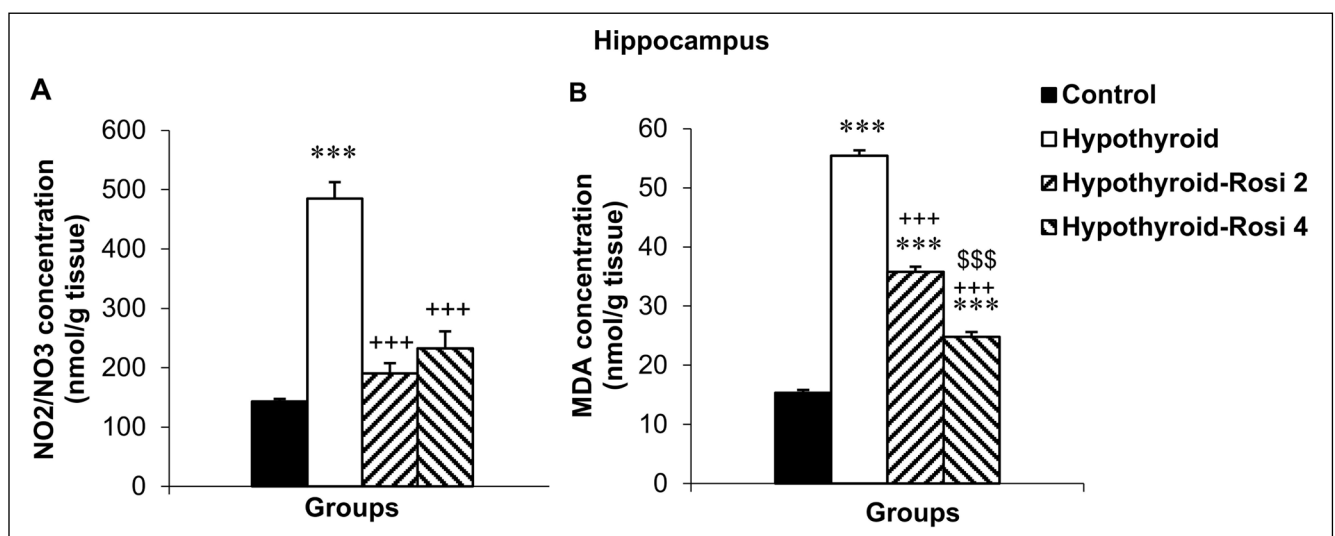 Hippocampus
A
NO2/NO3 concentration
(nmol/g tissue)
600
500
400
300
200
100
0
***
+++
+++
Groups
B
MDA concentration
(nmol/g tissue)
60
50
40
30
20
10
0
***
+++
***
$$$
+++
***
Groups
Control
Hypothyroid
Hypothyroid-Rosi 2
Hypothyroid-Rosi 4